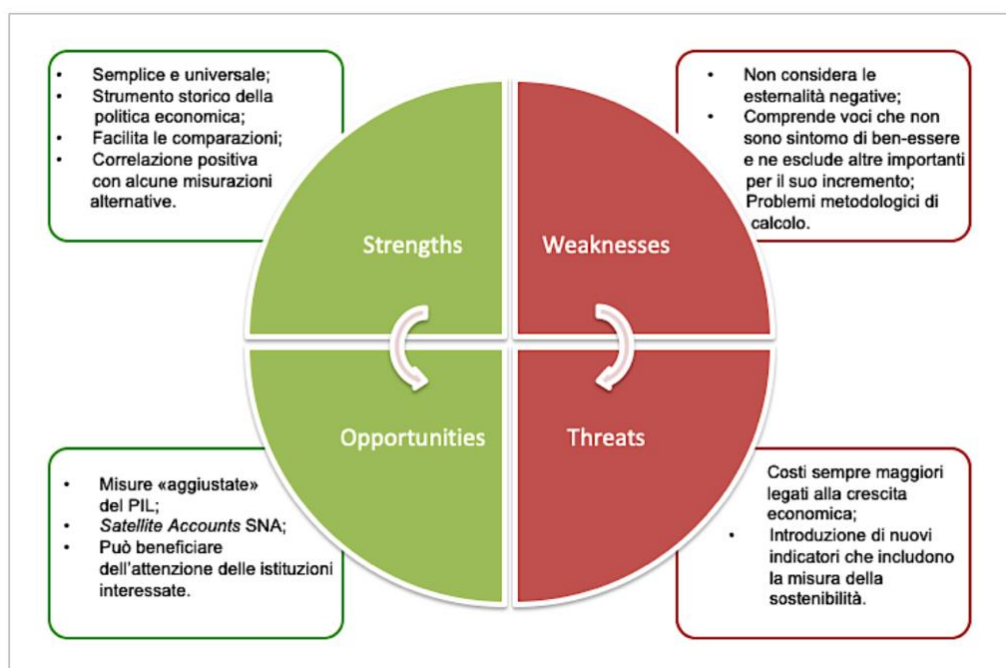 • Semplice e universale;
• Strumento storico della
politica economica;
• Facilita le comparazioni;
• Correlazione positiva
con alcune misurazioni
alternative.
• Non considera le
esternalità negative;
• Comprende voci che non
sono sintomo di ben-essere
e ne esclude altre importanti
per il suo incremento;
Problemi metodologici di
calcolo.
Strengths
Weaknesses
Opportunities
Threats
• Misure «aggiustate»
del PIL;
• Satellite Accounts SNA;
• Può beneficiare
dell'attenzione delle istituzioni
interessate.
Costi sempre maggiori
legati alla crescita
economica;
• Introduzione di nuovi
indicatori che includono
la misura della
sostenibilità.